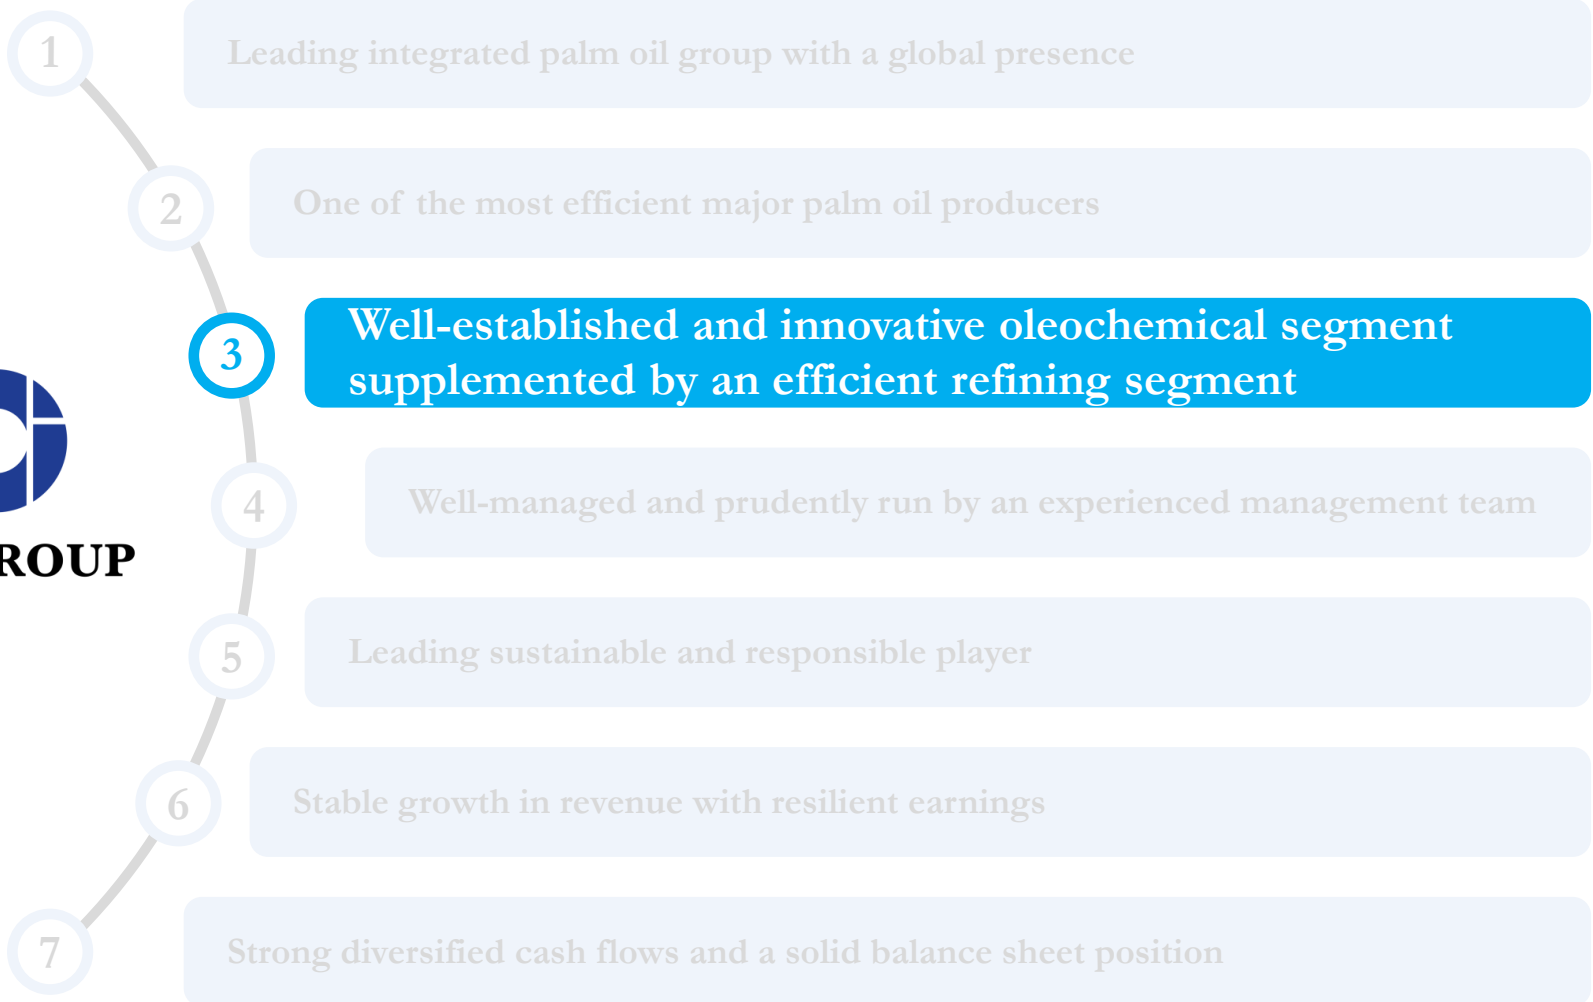 1
Leading integrated palm oil group with a global presence
2
One of the most efficient major palm oil producers
3
Well-established and innovative oleochemical segment
supplemented by an efficient refining segment
4
Well-managed and prudently run by an experienced management team
ROUP
5
Leading sustainable and responsible player
6
Stable growth in revenue with resilient earnings
7
Strong diversified cash flows and a solid balance sheet position